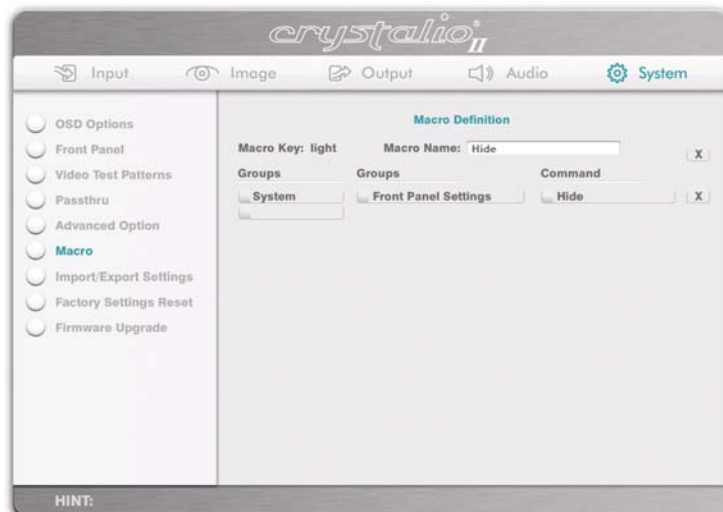 crystalio® II
Input Image Output Audio System
OSD Options
Front Panel
Video Test Patterns
Passthru
Advanced Option
Macro
Import/Export Settings
Factory Settings Reset
Firmware Upgrade
Macro Definition
Macro Key: light Macro Name: Hide X
Groups Groups Command
System Front Panel Settings Hide X
HINT: